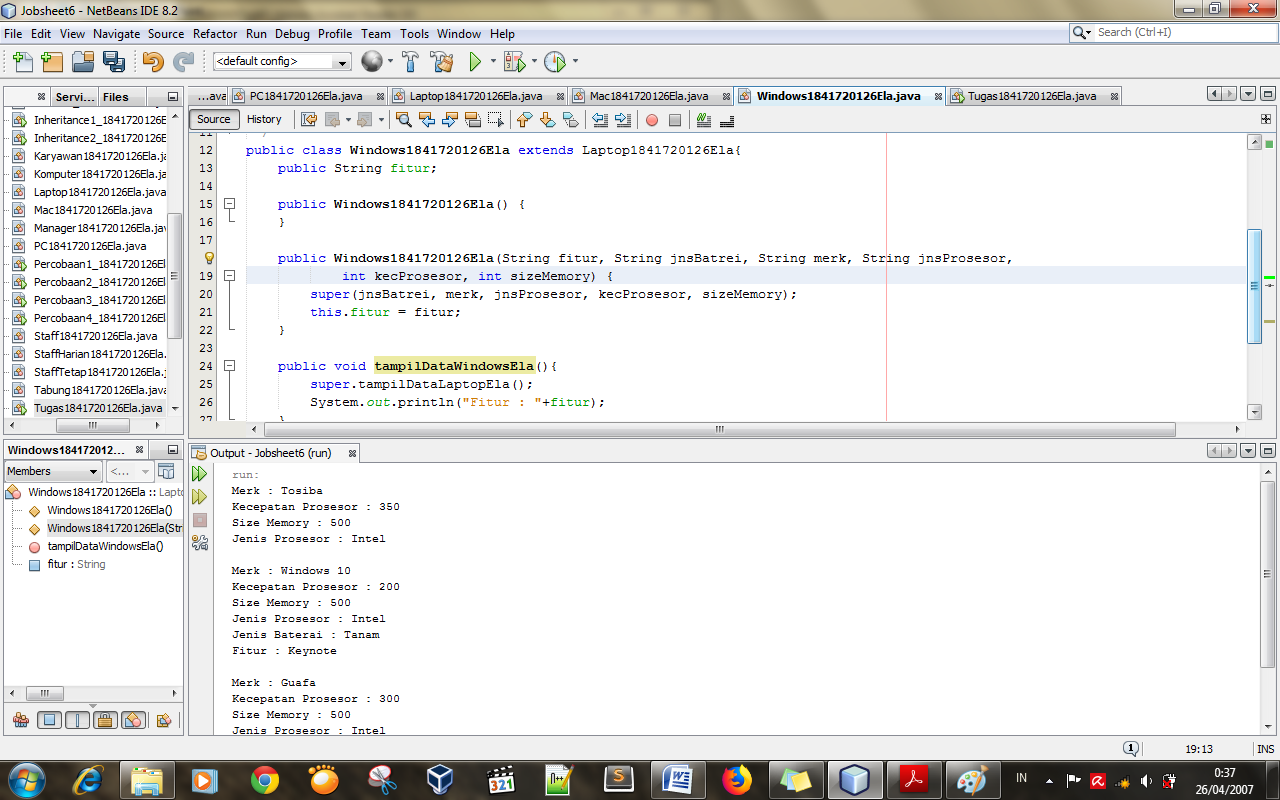 Jobsheet6 - NetBeans IDE 8.2
File Edit View Navigate Source Refactor Run Debug Profile Team Tools Window Help
Search (Ctrl+I)
<default config>
Servi... Files
...ava PC1841720126Ela.java Laptop1841720126Ela.java Mac1841720126Ela.java Windows1841720126Ela.java Tugas1841720126Ela.java
Source History
Inheritance1_1841720126E
Inheritance2_1841720126E
Karyawan1841720126Ela.ja
Komputer1841720126Ela.ja
Laptop1841720126Ela.java
Mac1841720126Ela.java
Manager1841720126Ela.ja
PC1841720126Ela.java
Percobaan1_1841720126E
Percobaan2_1841720126E
Percobaan3_1841720126E
Percobaan4_1841720126E
Staff1841720126Ela.java
StaffHarian1841720126Ela.
StaffTetap1841720126Ela.j
Tabung1841720126Ela.java
Tugas1841720126Ela.java
11
12 public class Windows1841720126Ela extends Laptop1841720126Ela{
13 public String fitur;
14
15 public Windows1841720126Ela() {
16 }
17
public Windows1841720126Ela(String fitur, String jnsBatrei, String merk, String jnsProsesor,
19 int kecProsesor, int sizeMemory) {
20 super(jnsBatrei, merk, jnsProsesor, kecProsesor, sizeMemory);
21 this.fitur = fitur;
22 }
23
24 public void tampilDataWindowsEla(){
25 super.tampilDataLaptopEla();
26 System.out.println("Fitur : "+fitur);
27 }
Windows184172012...
Members <...
Windows1841720126Ela :: Lapto
Windows1841720126Ela()
Windows1841720126Ela(Stri
tampilDataWindowsEla()
fitur : String
Output - Jobsheet6 (run)
run:
Merk : Tosiba
Kecepatan Prosesor : 350
Size Memory : 500
Jenis Prosesor : Intel
Merk : Windows 10
Kecepatan Prosesor : 200
Size Memory : 500
Jenis Prosesor : Intel
Jenis Baterai : Tanam
Fitur : Keynote
Merk : Guafa
Kecepatan Prosesor : 300
Size Memory : 500
Jenis Prosesor : Intel
1 19:13 INS
321
IN
0:37
26/04/2007